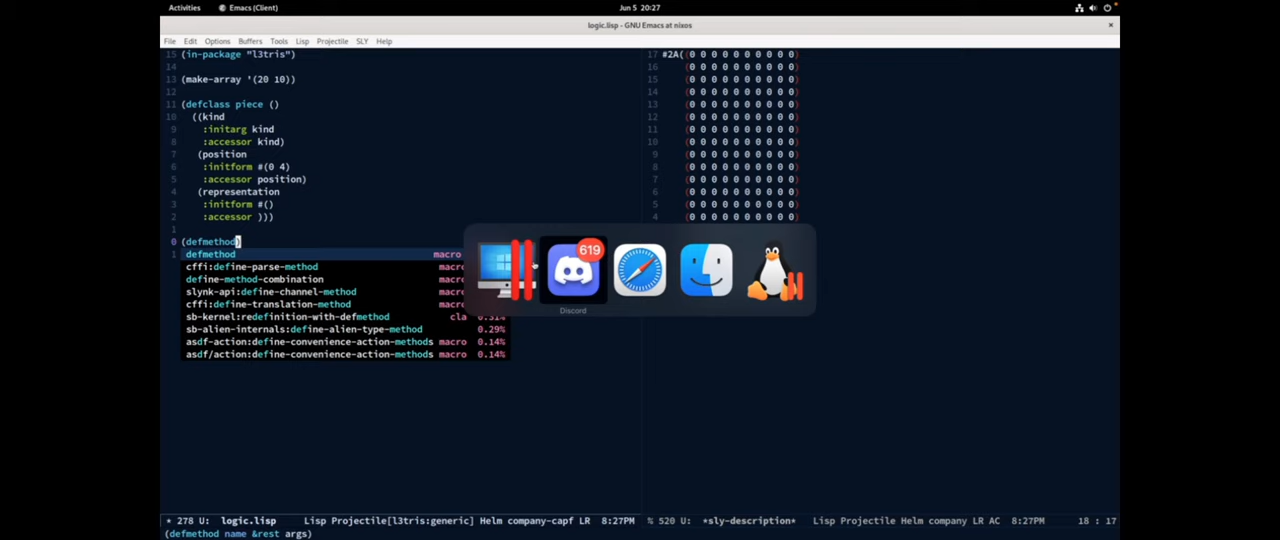 Activities Emacs (Client) Jun 5 20:27
logic.lisp - GNU Emacs at nixos
File Edit Options Buffers Tools Lisp Projectile SLY Help
15 (in-package "l3tris")
14
13 (make-array '(20 10))
12
11 (defclass piece ()
10 ((kind
9 :initarg kind
8 :accessor kind)
7 (position
6 :initform #(0 4)
5 :accessor position)
4 (representation
3 :initform #()
2 :accessor )))
1
0 (defmethod)
1 defmethod macro
cffi:define-parse-method macro
define-method-combination macro
slynk-api:define-channel-method macro
cffi:define-translation-method macro
sb-kernel:redefinition-with-defmethod cla 0.31%
sb-alien-internals:define-alien-type-method 0.29%
asdf-action:define-convenience-action-methods macro 0.14%
asdf/action:define-convenience-action-methods macro 0.14%
17 #2A((0 0 0 0 0 0 0 0 0 0)
16 (0 0 0 0 0 0 0 0 0 0)
15 (0 0 0 0 0 0 0 0 0 0)
14 (0 0 0 0 0 0 0 0 0 0)
13 (0 0 0 0 0 0 0 0 0 0)
12 (0 0 0 0 0 0 0 0 0 0)
11 (0 0 0 0 0 0 0 0 0 0)
10 (0 0 0 0 0 0 0 0 0 0)
9 (0 0 0 0 0 0 0 0 0 0)
8 (0 0 0 0 0 0 0 0 0 0)
7 (0 0 0 0 0 0 0 0 0 0)
6 (0 0 0 0 0 0 0 0 0 0)
5 (0 0 0 0 0 0 0 0 0 0)
4 (0 0 0 0 0 0 0 0 0 0)
619
Discord
* 278 U: logic.lisp Lisp Projectile[l3tris:generic] Helm company-capf LR 8:27PM
% 520 U: *sly-description* Lisp Projectile Helm company LR AC 8:27PM 18 : 17
(defmethod name &rest args)